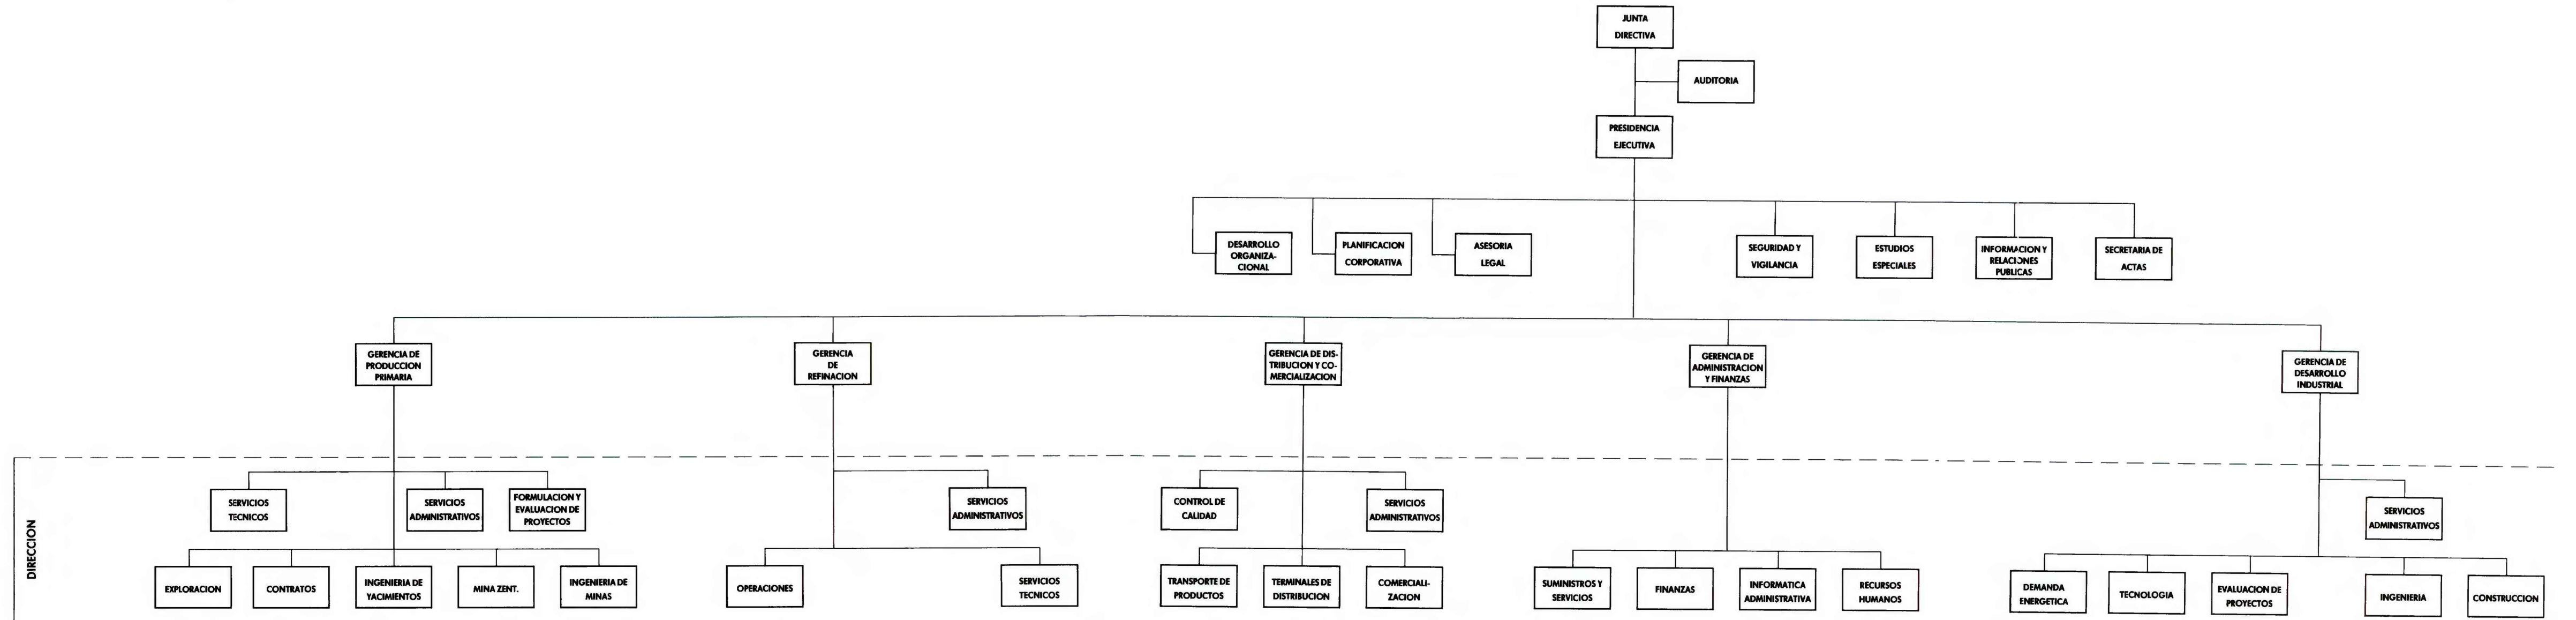 JUNTA
DIRECTIVA
AUDITORIA
PRESIDENCIA
EJECUTIVA
DESARROLLO
ORGANIZA-
CIONAL
PLANIFICACION
CORPORATIVA
ASESORIA
LEGAL
SEGURIDAD Y
VIGILANCIA
ESTUDIOS
ESPECIALES
INFORMACION Y
RELACIONES
PUBLICAS
SECRETARIA DE
ACTAS
GERENCIA DE
PRODUCCION
PRIMARIA
GERENCIA
DE
REFINACION
GERENCIA DE DIS-
TRIBUCION Y CO-
MERCIALIZACION
GERENCIA DE
ADMINISTRACION
Y FINANZAS
GERENCIA DE
DESARROLLO
INDUSTRIAL
DIRECCION
SERVICIOS
TECNICOS
SERVICIOS
ADMINISTRATIVOS
FORMULACION Y
EVALUACION DE
PROYECTOS
SERVICIOS
ADMINISTRATIVOS
CONTROL DE
CALIDAD
SERVICIOS
ADMINISTRATIVOS
SERVICIOS
ADMINISTRATIVOS
EXPLORACION
CONTRATOS
INGENIERIA DE
YACIMIENTOS
MINA ZENT.
INGENIERIA DE
MINAS
OPERACIONES
SERVICIOS
TECNICOS
TRANSPORTE DE
PRODUCTOS
TERMINALES DE
DISTRIBUCION
COMERCIALI-
ZACION
SUMINISTROS Y
SERVICIOS
FINANZAS
INFORMATICA
ADMINISTRATIVA
RECURSOS
HUMANOS
DEMANDA
ENERGETICA
TECNOLOGIA
EVALUACION DE
PROYECTOS
INGENIERIA
CONSTRUCCION